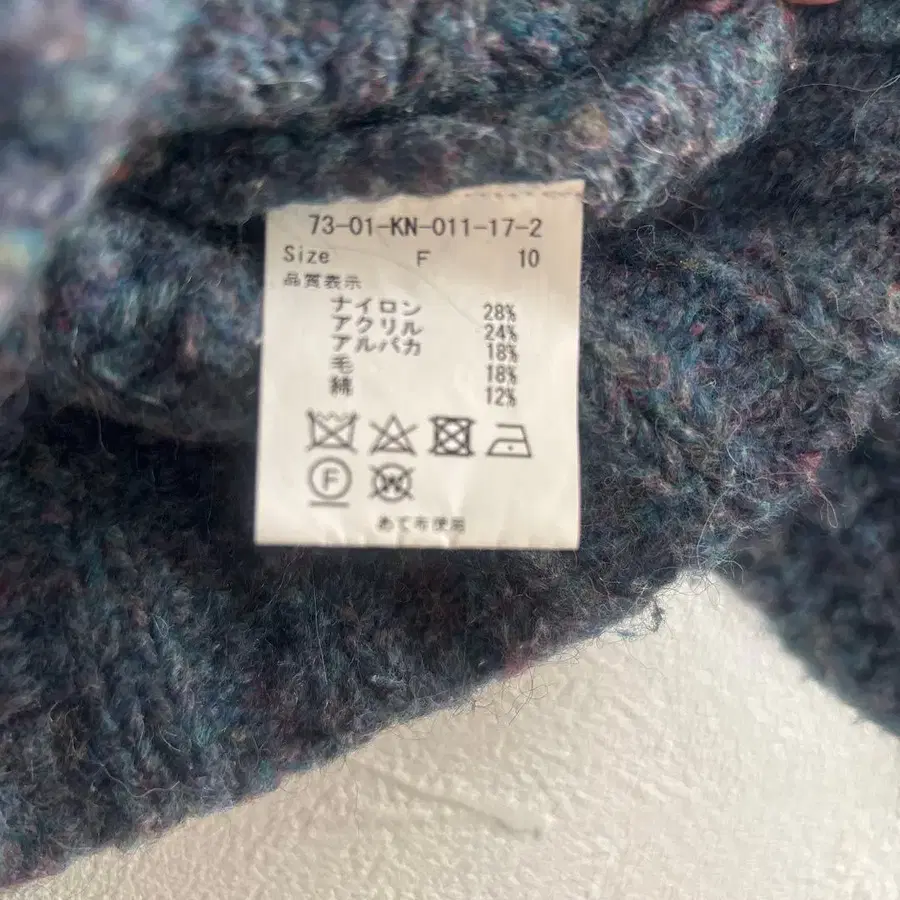 73-01-KN-011-17-2
Size F 10
品質表示
ナイロン 28%
アクリル 24%
アルパカ 18%
毛 18%
綿 12%
F W
あて布使用